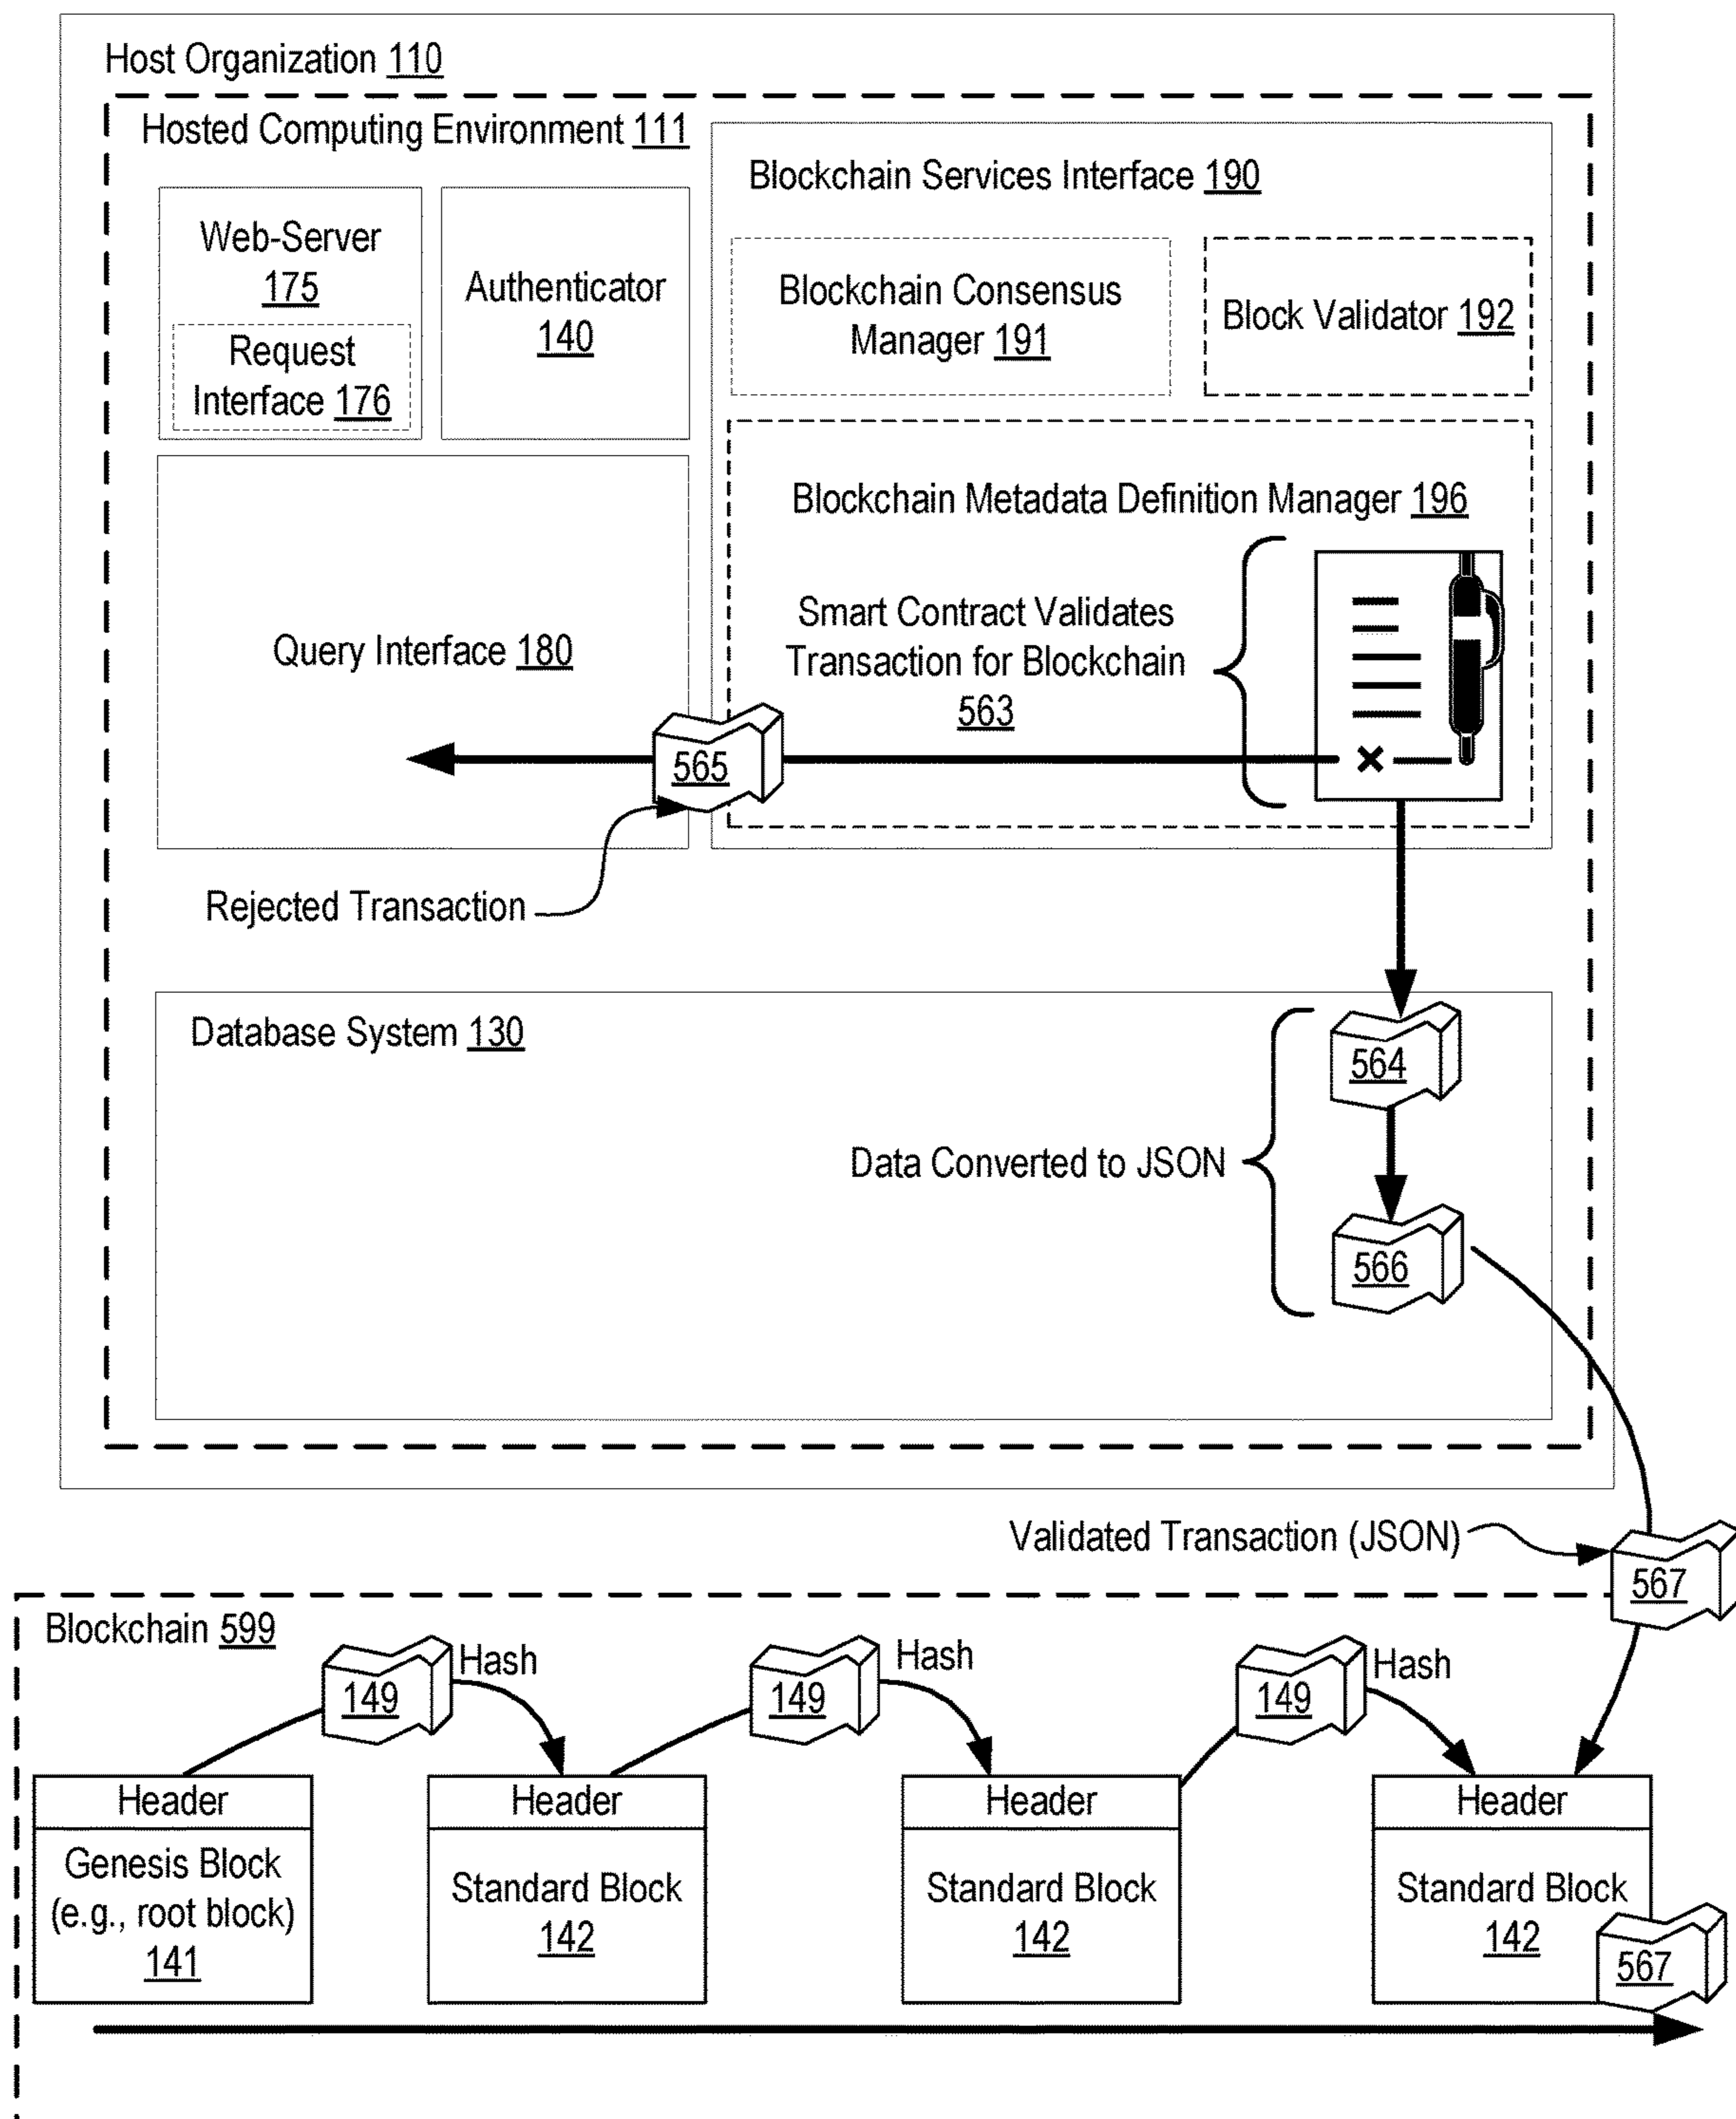 Host Organization 110
Hosted Computing Environment 111
Web-Server
175
Request
Interface 176
Authenticator
140
Blockchain Services Interface 190
Blockchain Consensus
Manager 191
Block Validator 192
Query Interface 180
Blockchain Metadata Definition Manager 196
Smart Contract Validates
Transaction for Blockchain
563
565
Rejected Transaction
Database System 130
564
Data Converted to JSON
566
Validated Transaction (JSON)
567
Blockchain 599
149
Hash
149
Hash
149
Hash
Header
Genesis Block
(e.g., root block)
141
Header
Standard Block
142
Header
Standard Block
142
Header
Standard Block
142
567